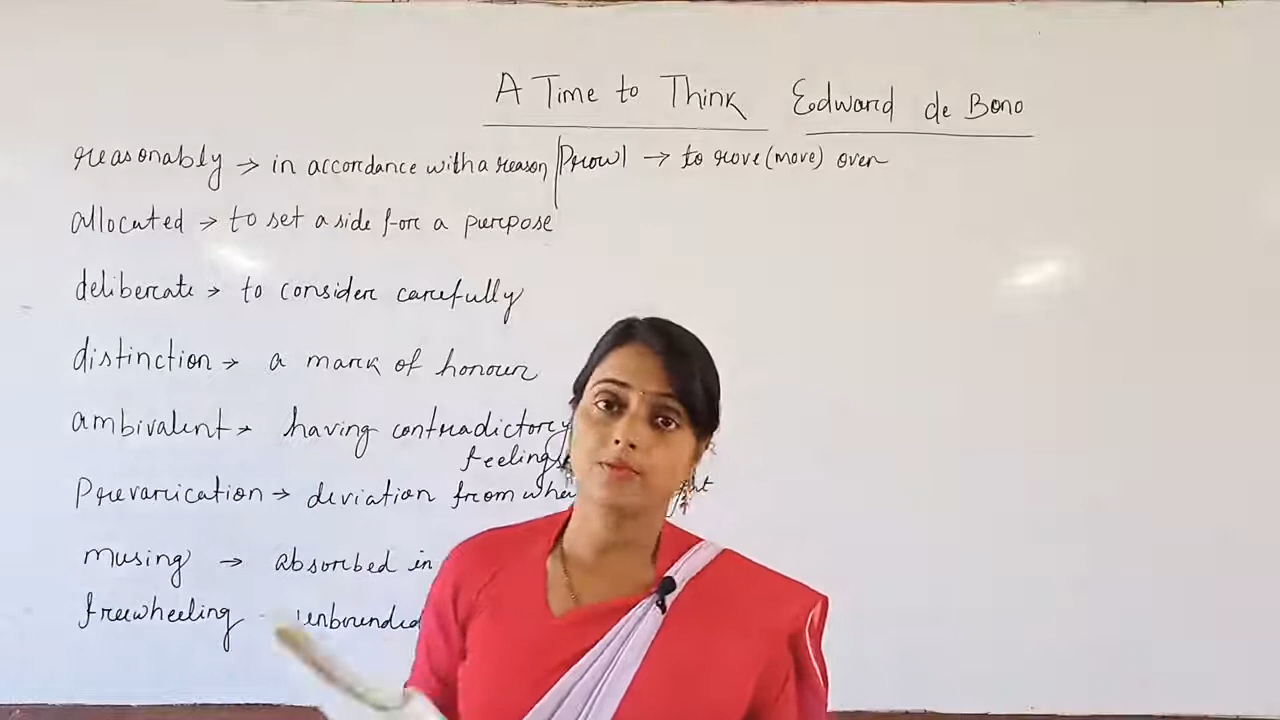 A Time to Think Edward de Bono
reasonably → in accordance with a reason | Prowl → to rove (move) over
allocated → to set aside for a purpose
deliberate → to consider carefully
distinction → a mark of honour
ambivalent → having contradictory
feelings
Prevarication → deviation from
musing → absorbed in
freewheeling - unbounded